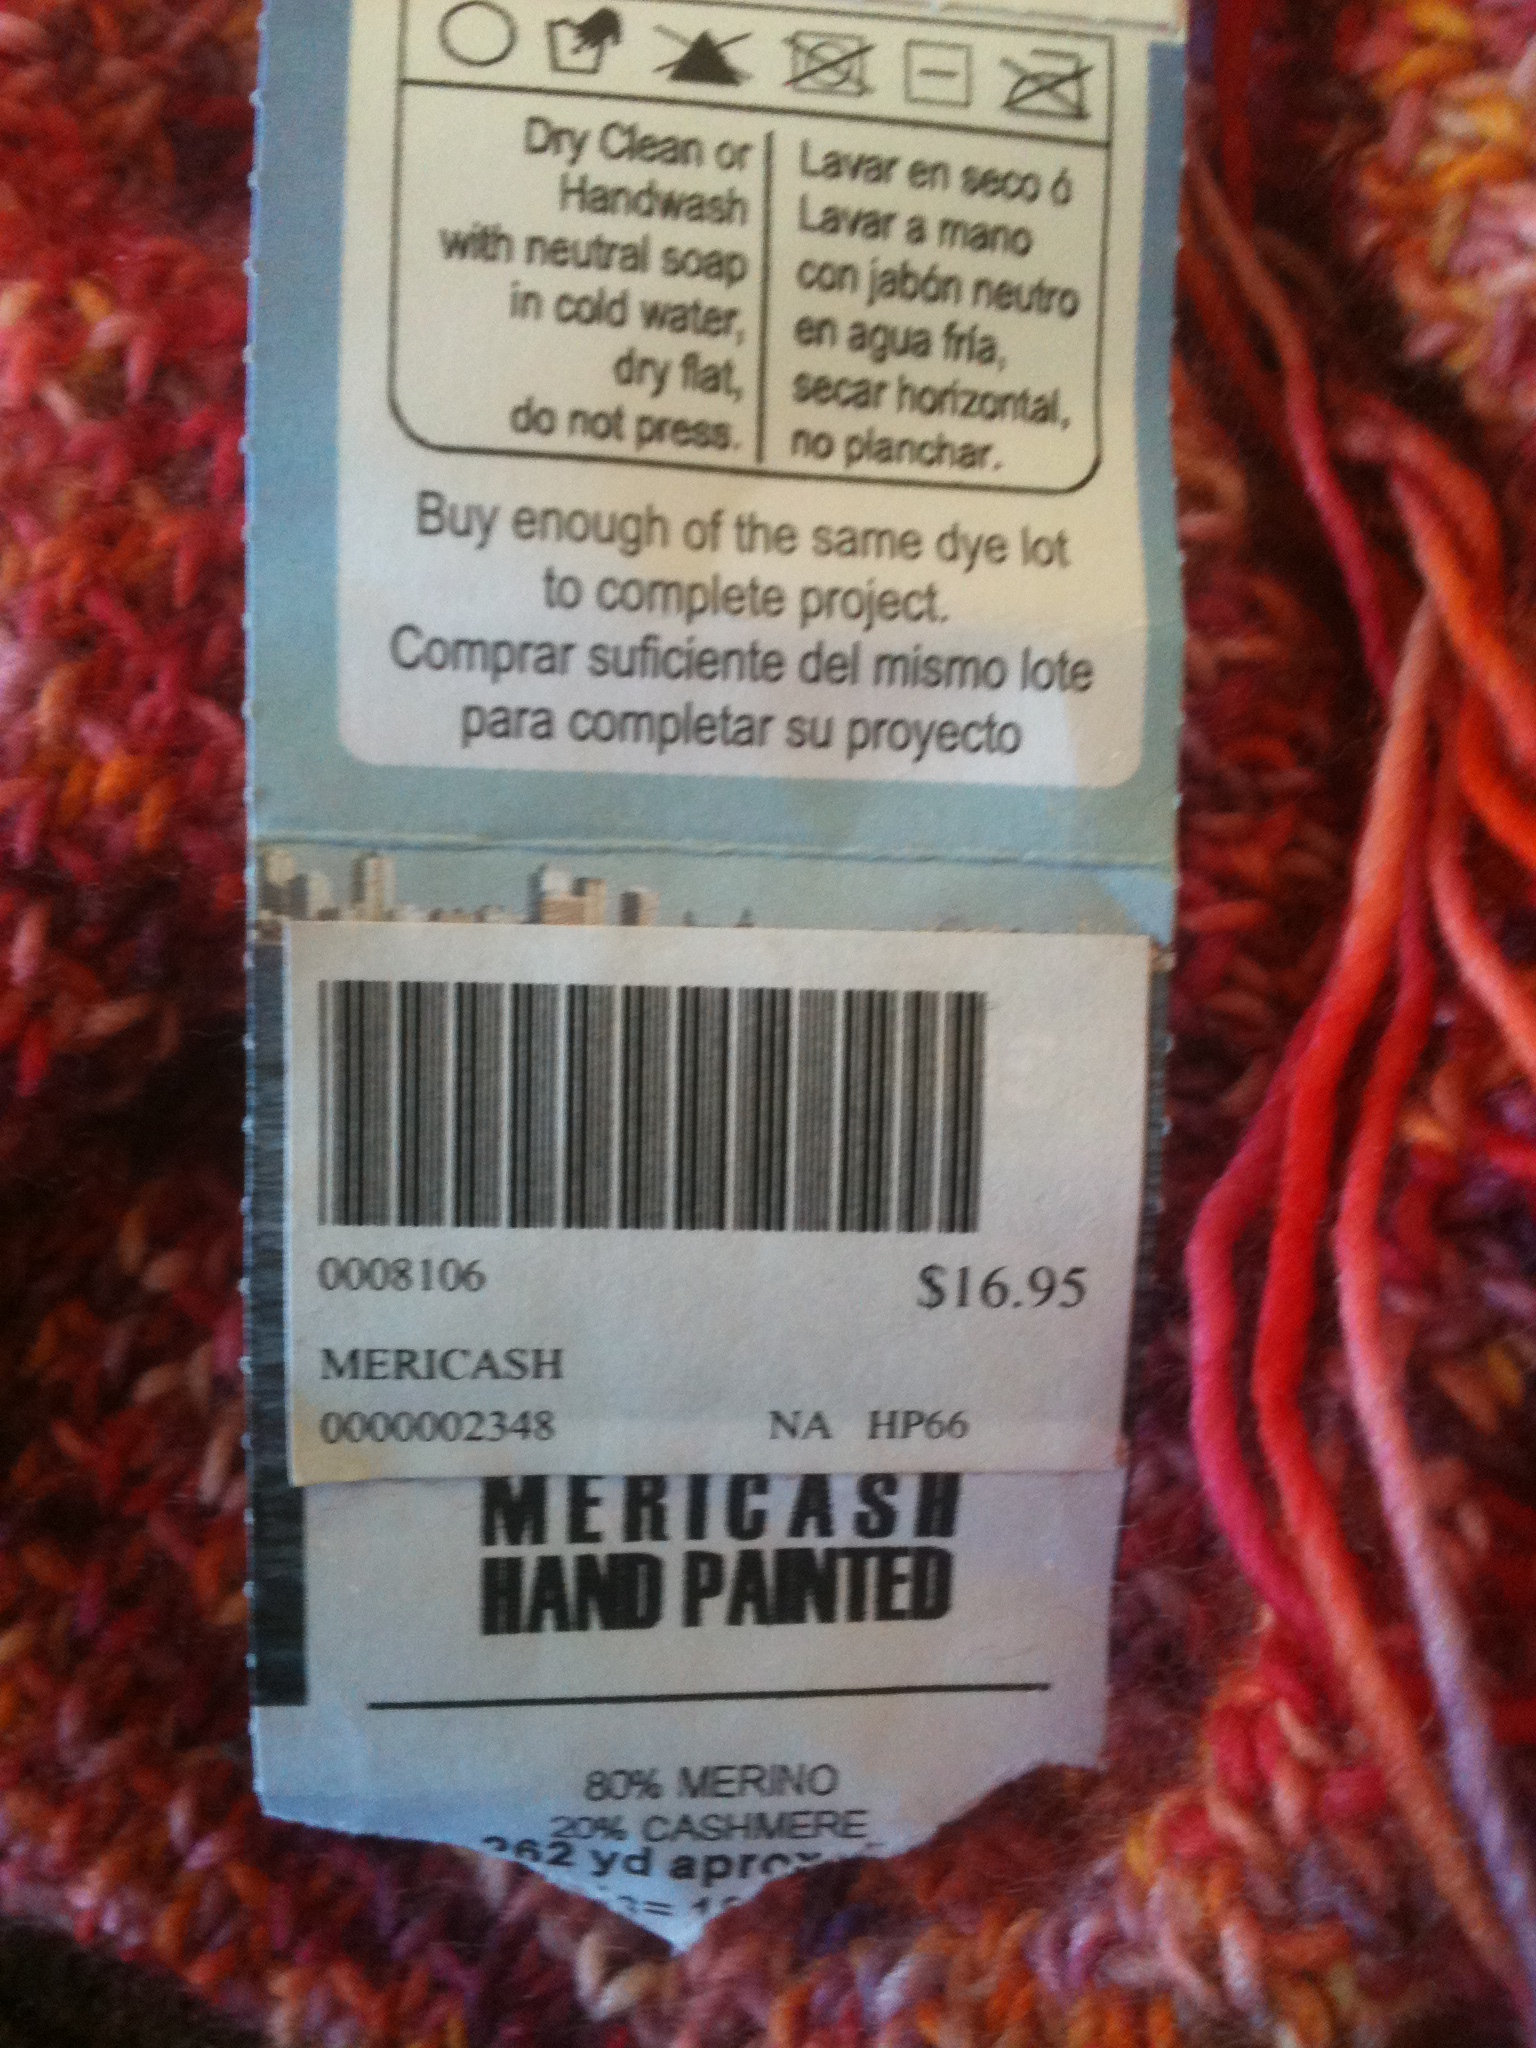 Dry Clean or
Handwash
with neutral soap
in cold water,
dry flat,
do not press.
Lavar en seco ó
Lavar a mano
con jabón neutro
en agua fría,
secar horizontal,
no planchar.
Buy enough of the same dye lot
to complete project.
Comprar suficiente del mismo lote
para completar su proyecto
0008106 $16.95
MERICASH
0000002348 NA HP66
MERICASH
HAND PAINTED
80% MERINO
20% CASHMERE
262 yd aprox